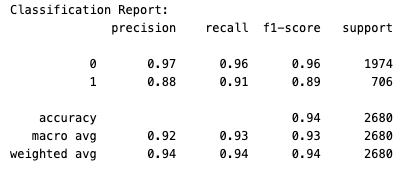 Classification Report:
precision recall f1-score support
0 0.97 0.96 0.96 1974
1 0.88 0.91 0.89 706
accuracy 0.94 2680
macro avg 0.92 0.93 0.93 2680
weighted avg 0.94 0.94 0.94 2680